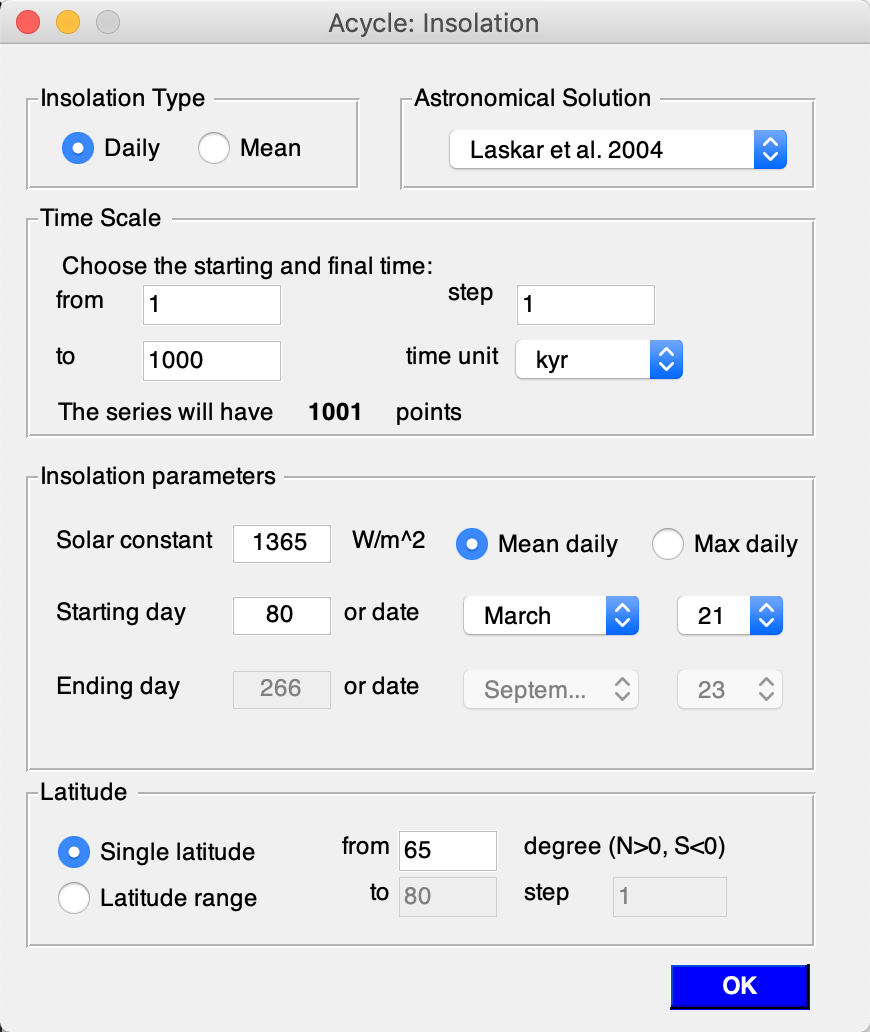 Acycle: Insolation
Insolation Type
Astronomical Solution
Daily Mean
Laskar et al. 2004
Time Scale
Choose the starting and final time:
from 1 step 1
to 1000 time unit kyr
The series will have 1001 points
Insolation parameters
Solar constant 1365 W/m^2 Mean daily Max daily
Starting day 80 or date March 21
Ending day 266 or date Septem... 23
Latitude
Single latitude from 65 degree (N>0, S<0)
Latitude range to 80 step 1
OK